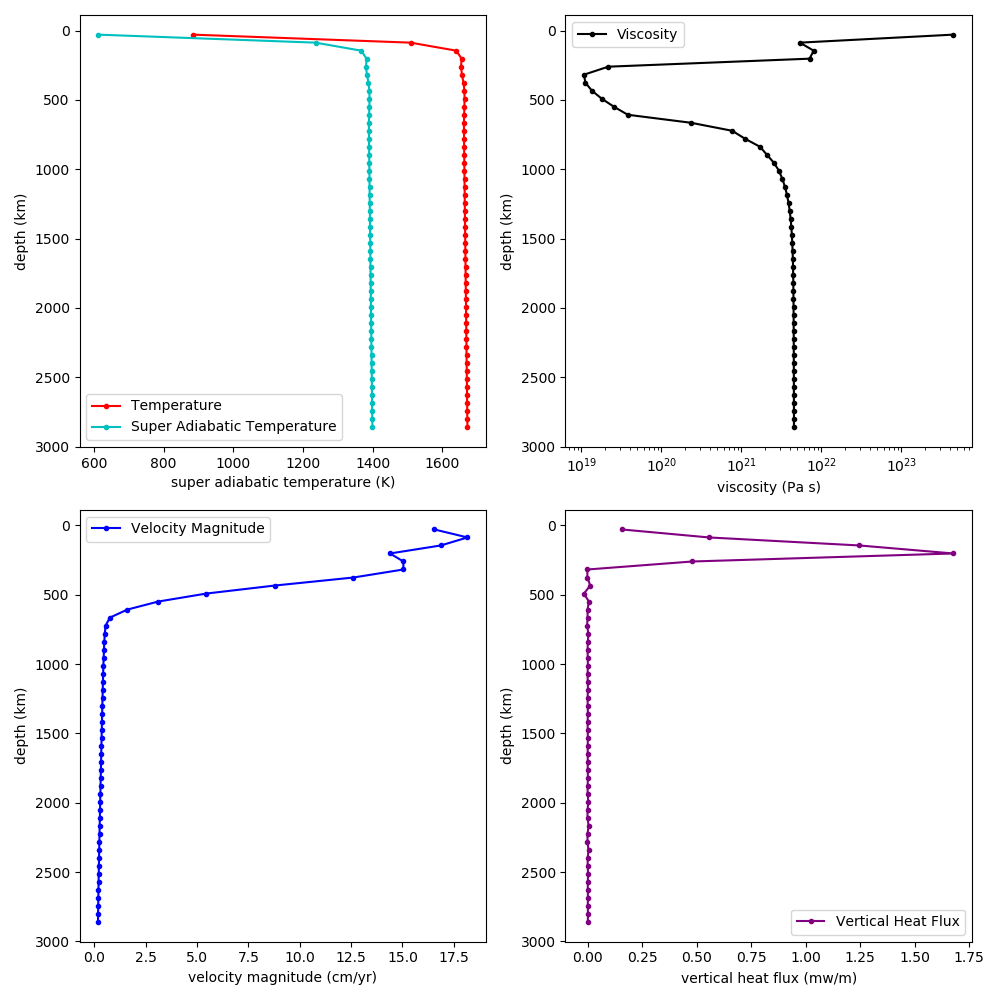 0
500
1000
1500
2000
2500
3000
depth (km)
600 800 1000 1200 1400 1600
super adiabatic temperature (K)
Temperature
Super Adiabatic Temperature
0
500
1000
1500
2000
2500
3000
depth (km)
10^19 10^20 10^21 10^22 10^23
viscosity (Pa s)
Viscosity
0
500
1000
1500
2000
2500
3000
depth (km)
0.0 2.5 5.0 7.5 10.0 12.5 15.0 17.5
velocity magnitude (cm/yr)
Velocity Magnitude
0
500
1000
1500
2000
2500
3000
depth (km)
0.00 0.25 0.50 0.75 1.00 1.25 1.50 1.75
vertical heat flux (mw/m)
Vertical Heat Flux